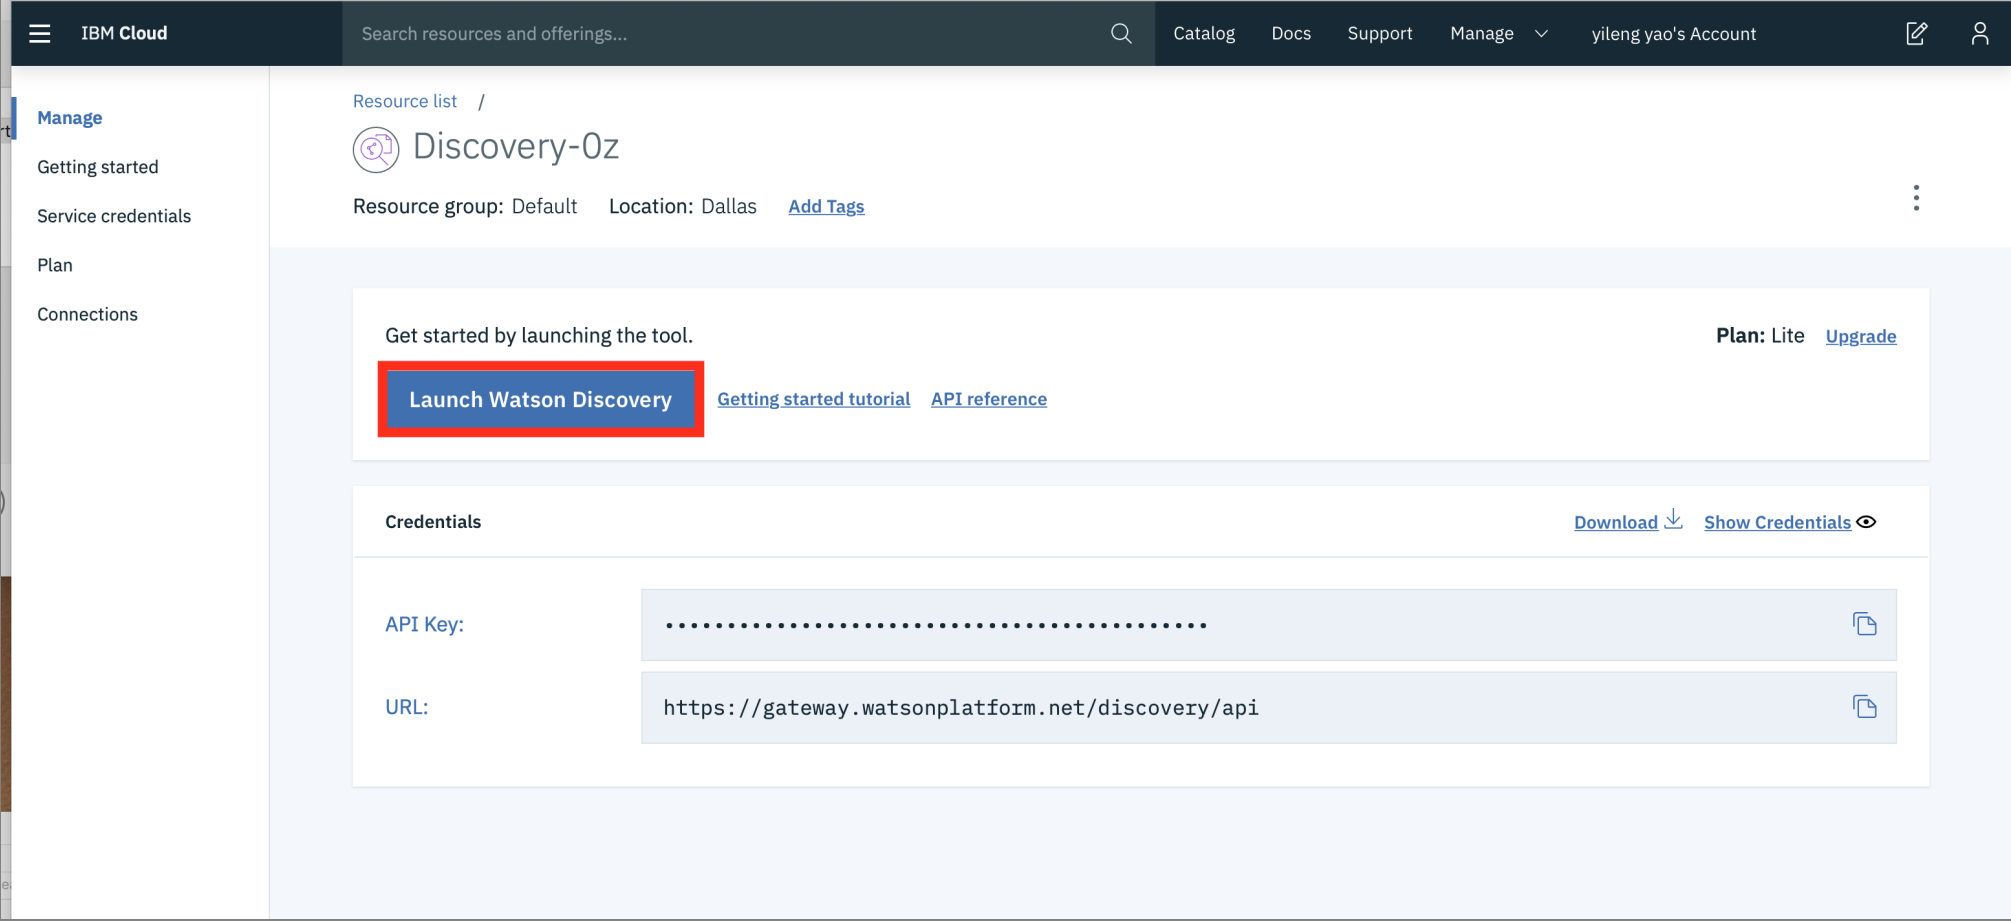 IBM Cloud
Search resources and offerings...
Catalog
Docs
Support
Manage
yileng yao's Account
Manage
Getting started
Service credentials
Plan
Connections
Resource list /
Discovery-0z
Resource group: Default Location: Dallas Add Tags
Get started by launching the tool.
Plan: Lite Upgrade
Launch Watson Discovery
Getting started tutorial
API reference
Credentials
Download
Show Credentials
API Key:
••••••••••••••••••••••••••••••••••••••••••••
URL:
https://gateway.watsonplatform.net/discovery/api